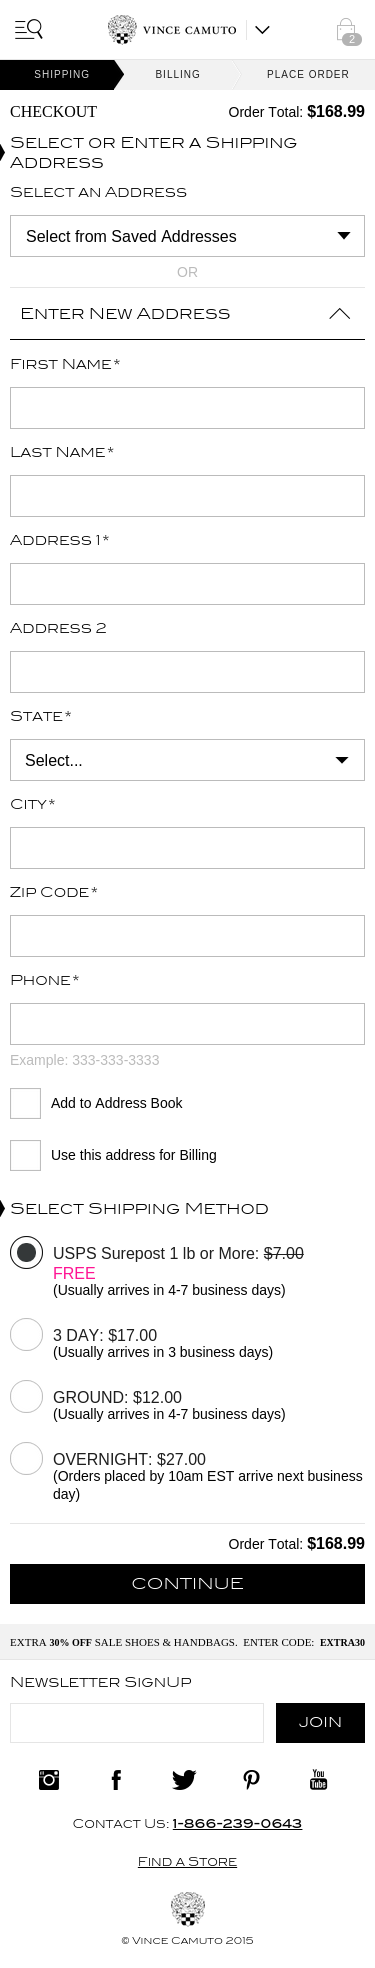 VINCE CAMUTO
2
SHIPPING BILLING PLACE ORDER
CHECKOUT Order Total: $168.99
Select or Enter a Shipping
Address
Select an Address
Select from Saved Addresses
OR
Enter New Address
First Name*
Last Name*
Address 1*
Address 2
State*
Select...
City*
Zip Code*
Phone*
Example: 333-333-3333
Add to Address Book
Use this address for Billing
Select Shipping Method
USPS Surepost 1 lb or More: $7.00
FREE
(Usually arrives in 4-7 business days)
3 DAY: $17.00
(Usually arrives in 3 business days)
GROUND: $12.00
(Usually arrives in 4-7 business days)
OVERNIGHT: $27.00
(Orders placed by 10am EST arrive next business
day)
Order Total: $168.99
CONTINUE
EXTRA 30% OFF SALE SHOES & HANDBAGS. ENTER CODE: EXTRA30
Newsletter SignUp
JOIN
You Tube
Contact Us: 1-866-239-0643
Find a Store
© Vince Camuto 2015